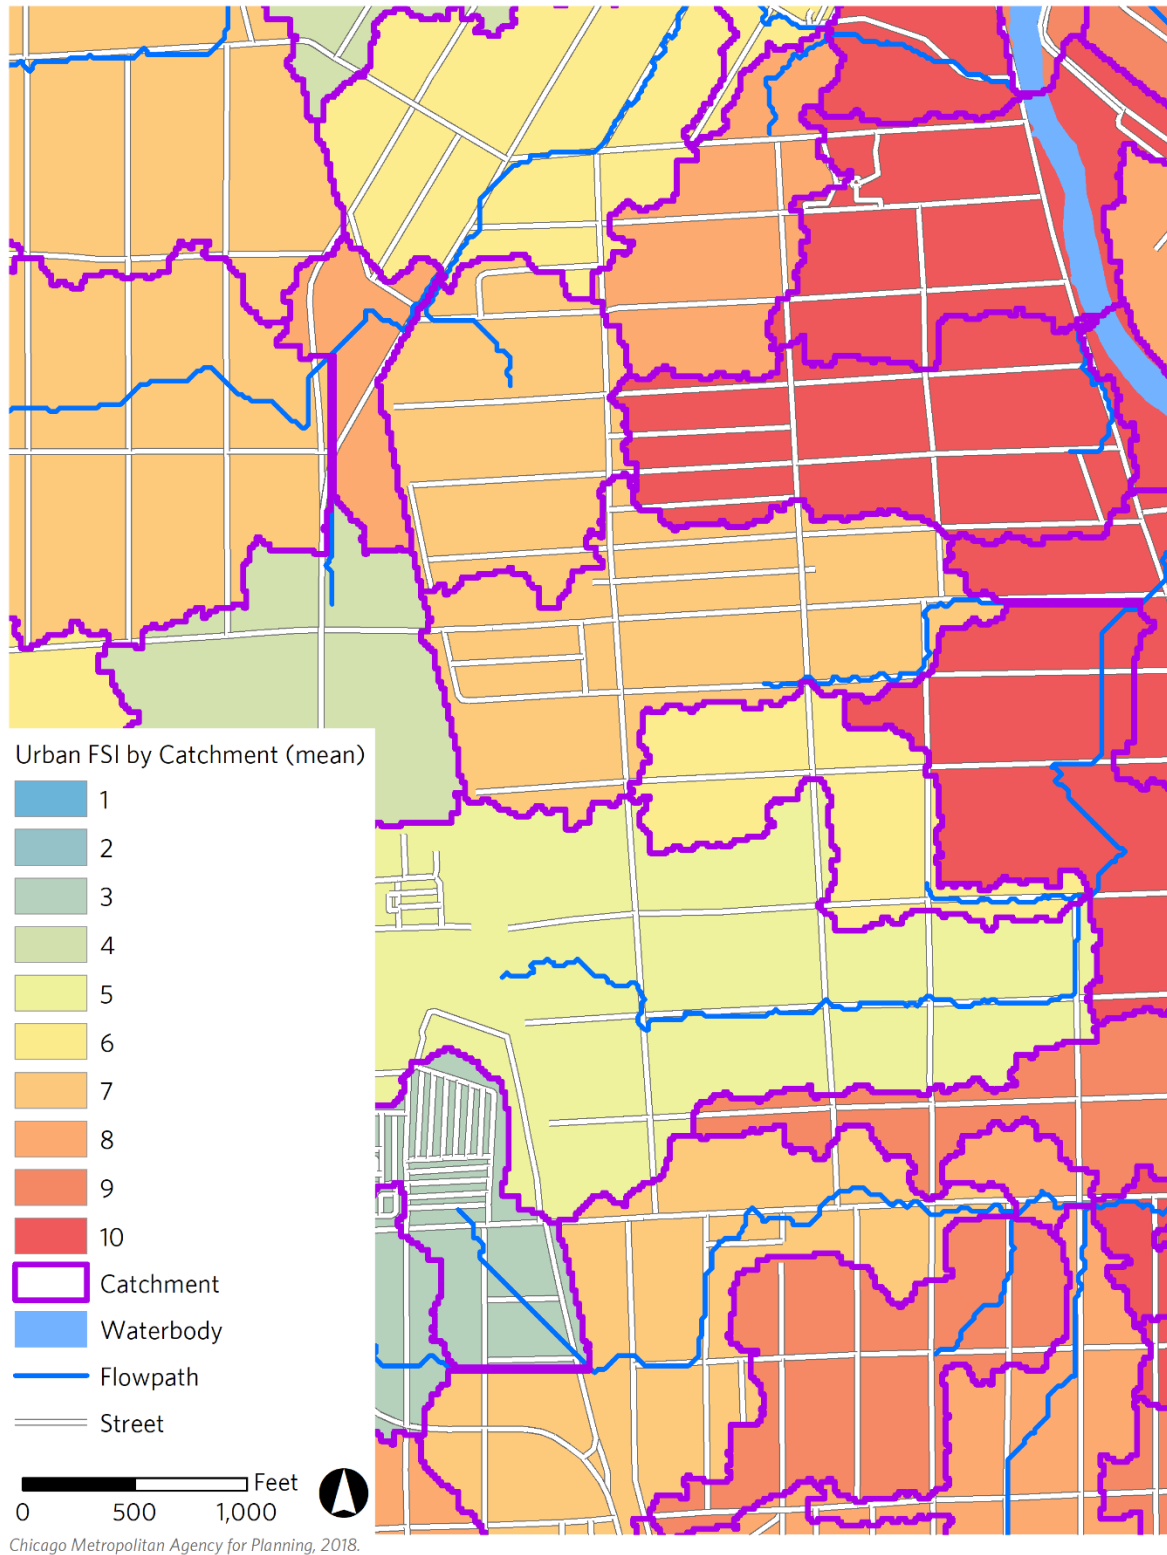 Urban FSI by Catchment (mean)
1
2
3
4
5
6
7
8
9
10
Catchment
Waterbody
Flowpath
Street
Feet
0 500 1,000
Chicago Metropolitan Agency for Planning, 2018.